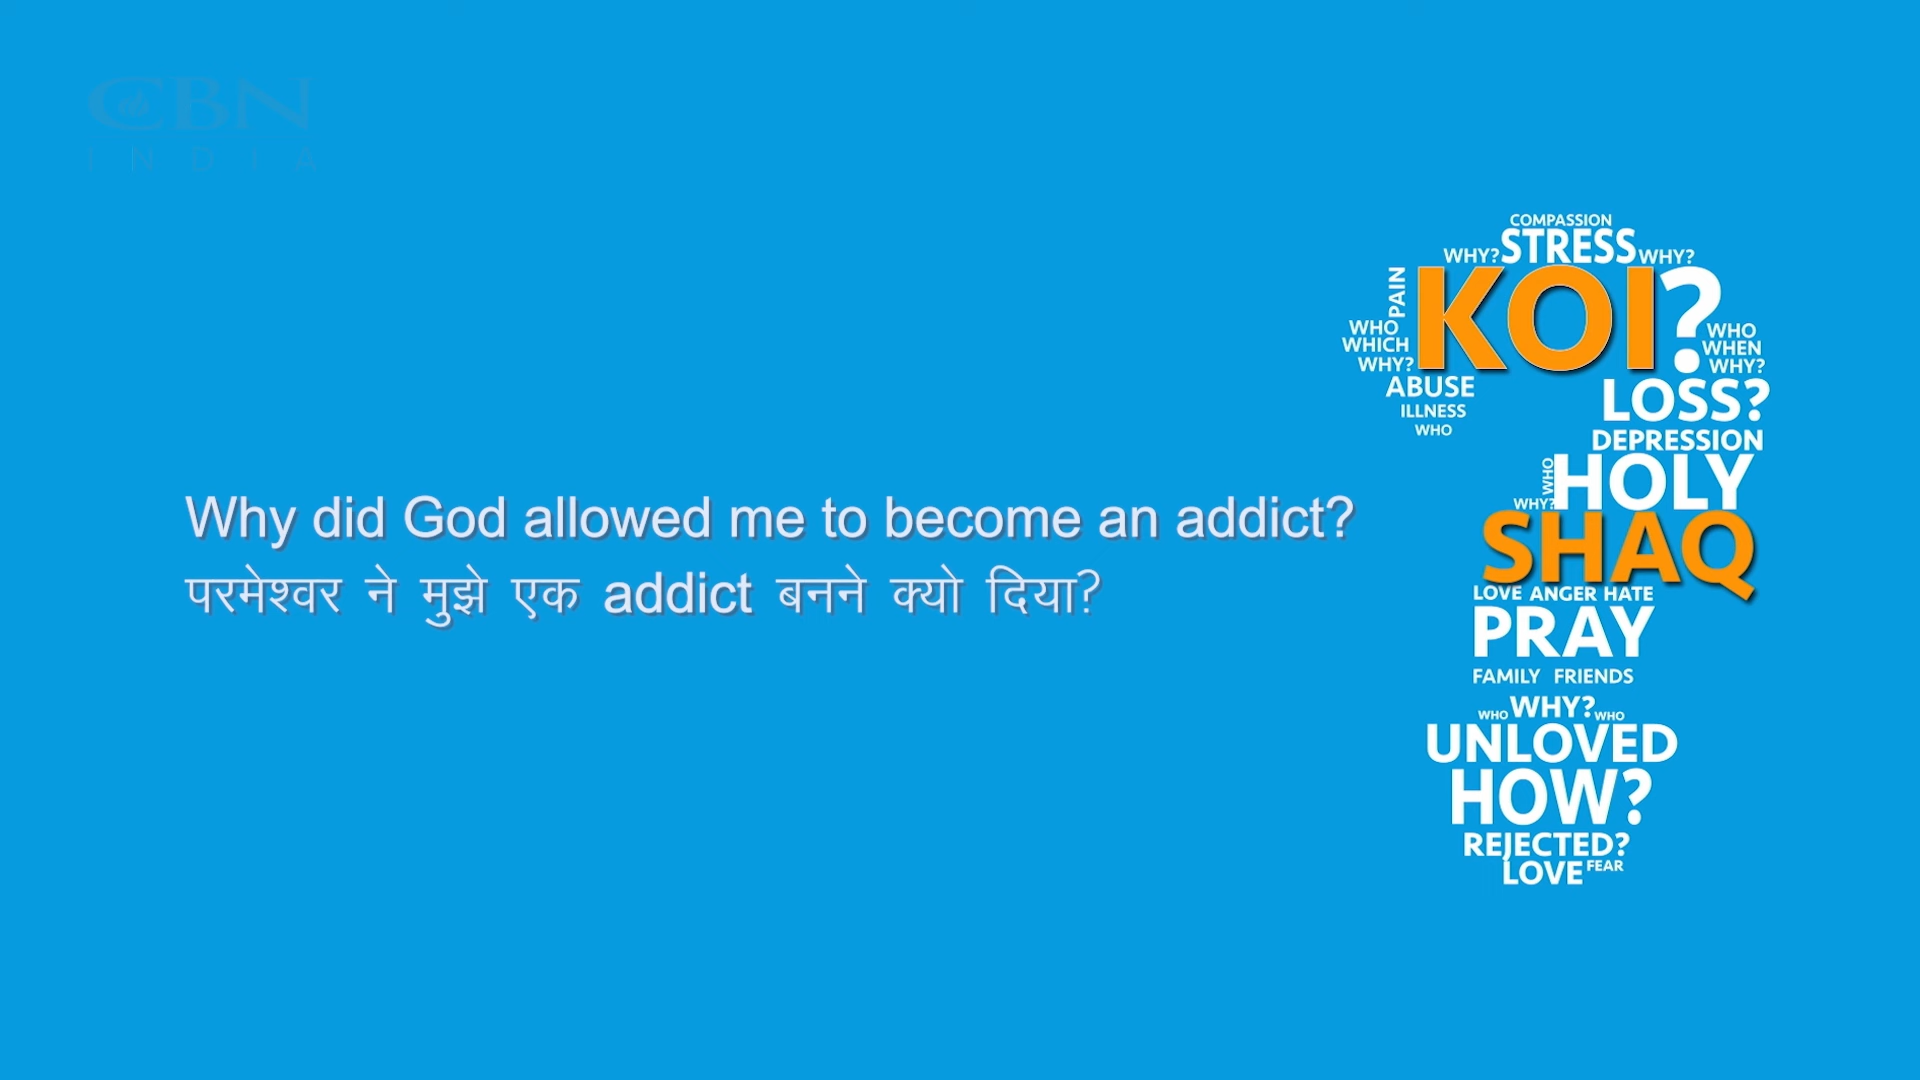 CBN
INDIA
COMPASSION
WHY? STRESS WHY?
PAIN
KOI?
WHO
WHICH
WHY?
WHO
WHEN
WHY?
ABUSE
ILLNESS
WHO
LOSS?
DEPRESSION
WHO
HOLY
WHY?
SHAQ
Why did God allowed me to become an addict?
परमेश्वर ने मुझे एक addict बनने क्यो दिया?
LOVE ANGER HATE
PRAY
FAMILY FRIENDS
WHO WHY? WHO
UNLOVED
HOW?
REJECTED?
LOVE FEAR